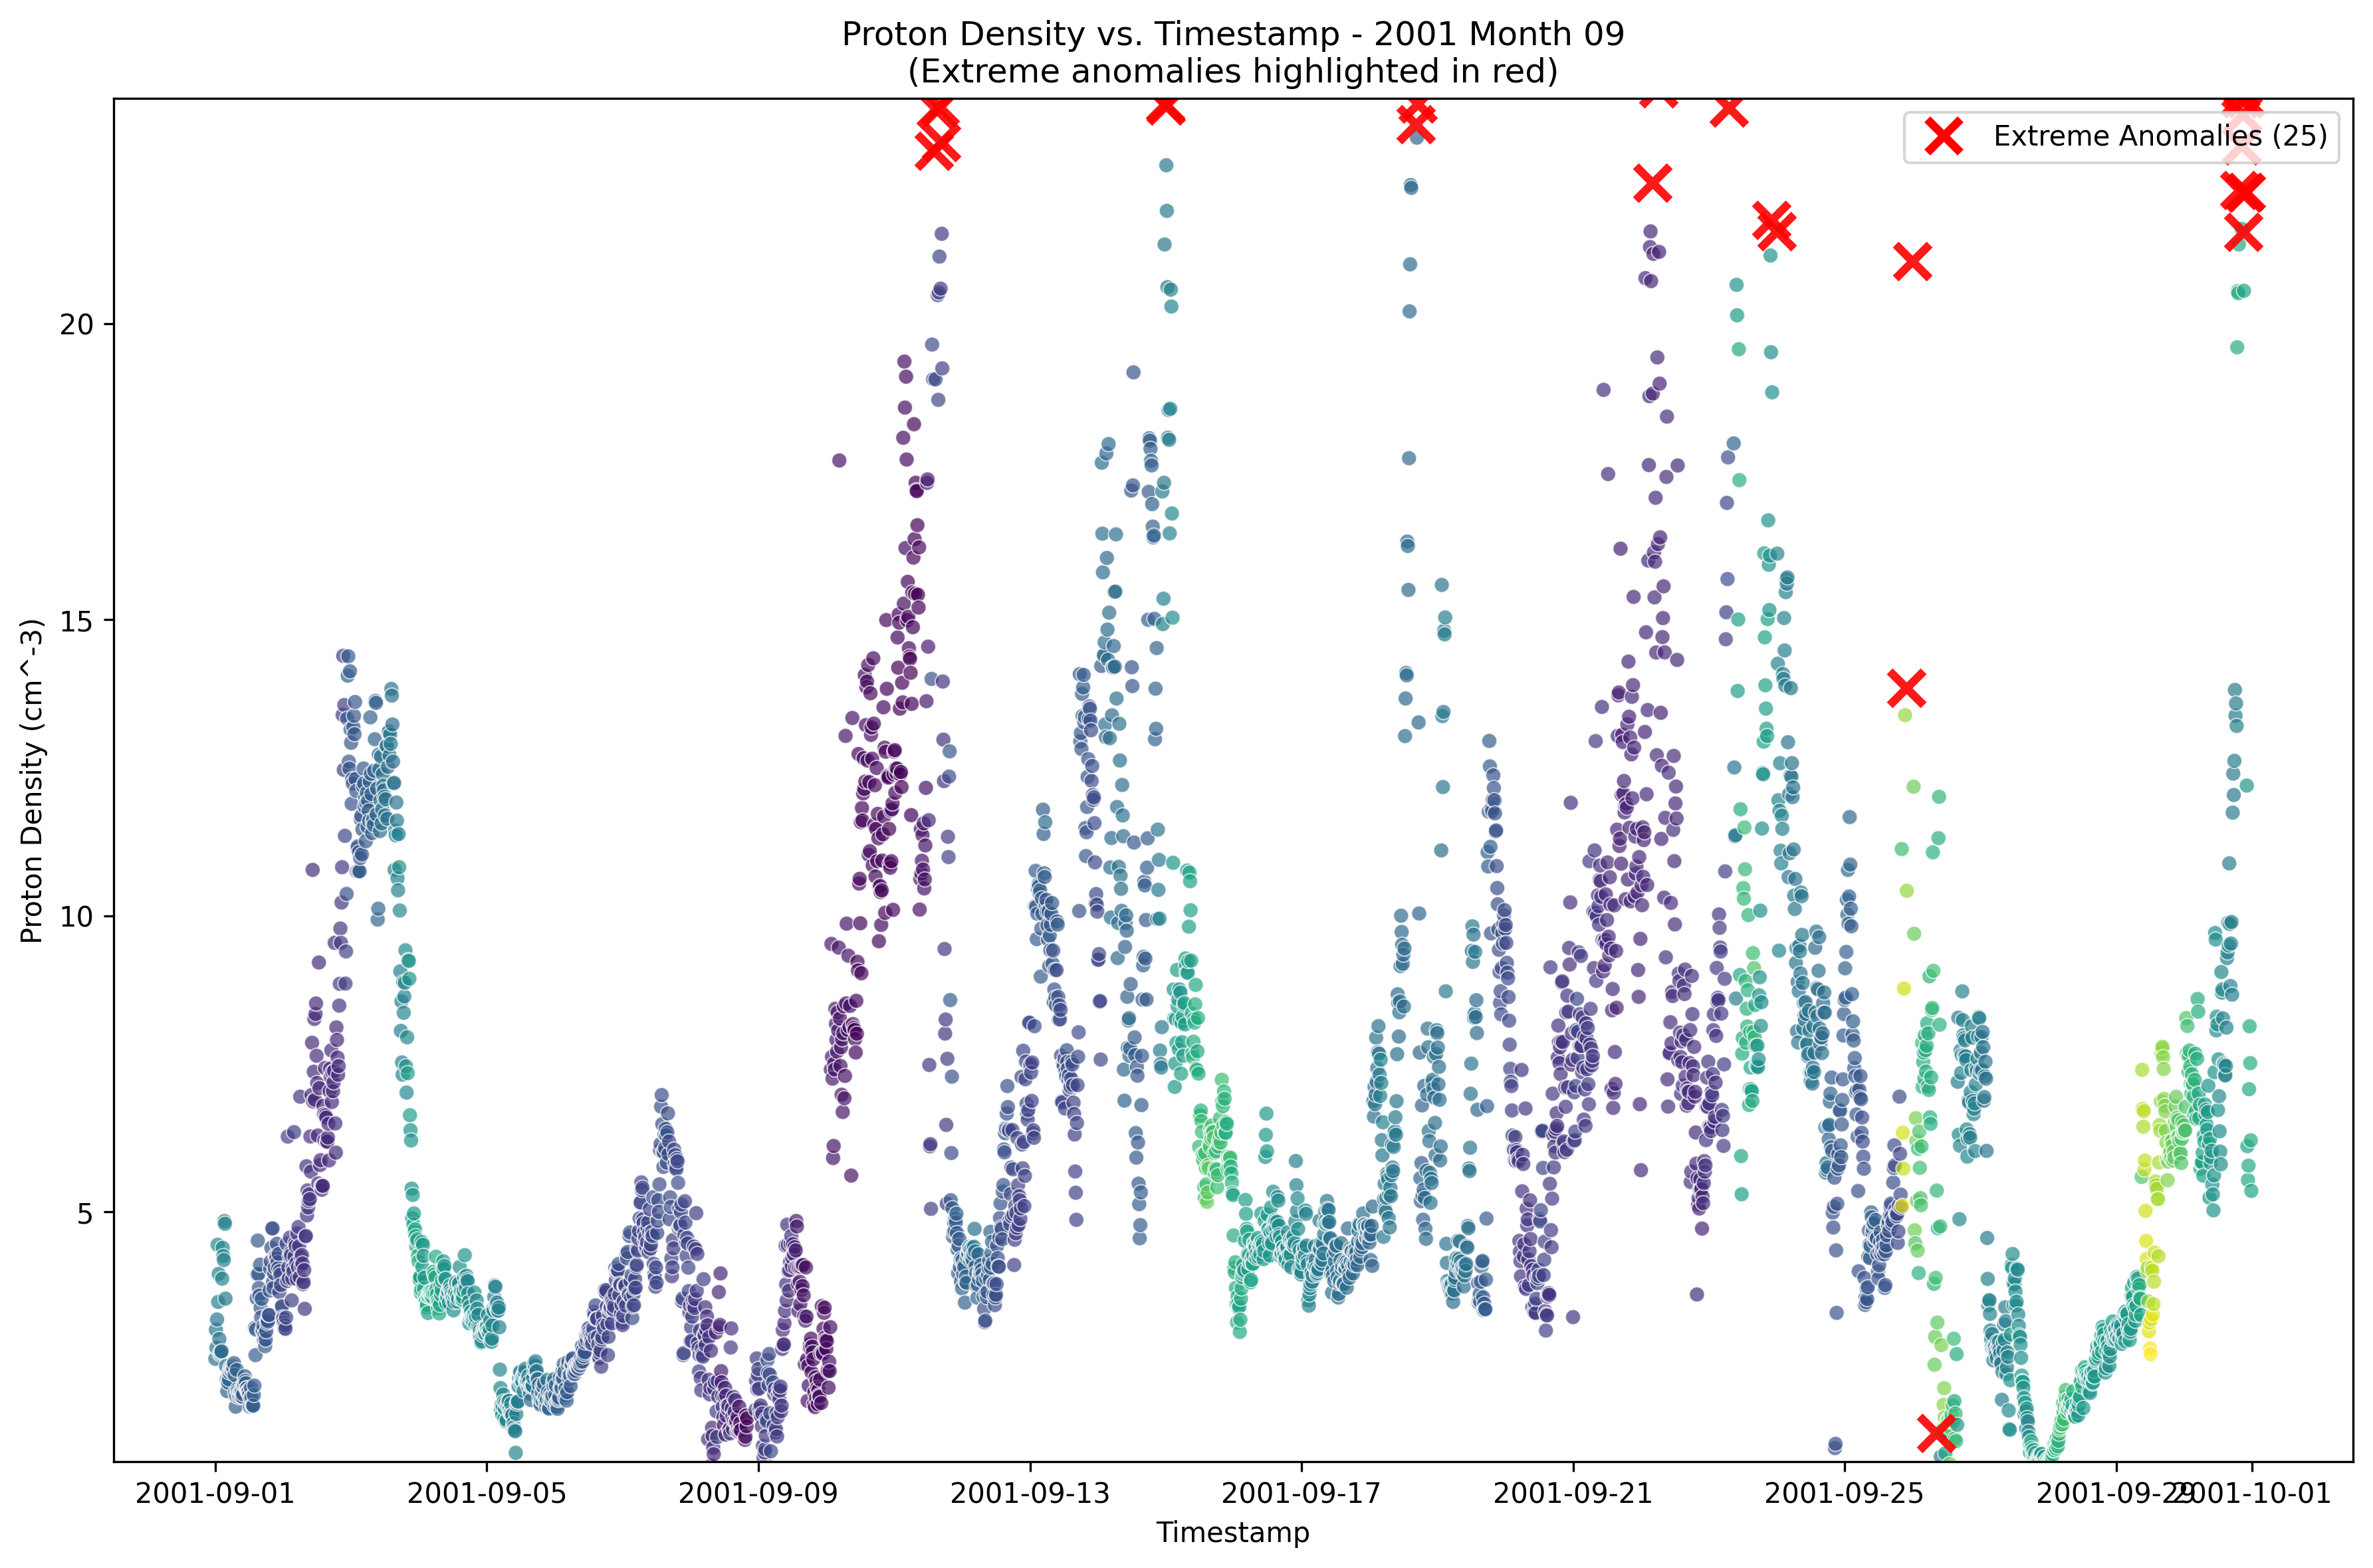 Proton Density vs. Timestamp - 2001 Month 09
(Extreme anomalies highlighted in red)
Extreme Anomalies (25)
Proton Density (cm^-3)
20
15
10
5
2001-09-01
2001-09-05
2001-09-09
2001-09-13
2001-09-17
2001-09-21
2001-09-25
2001-09-29
2001-10-01
Timestamp